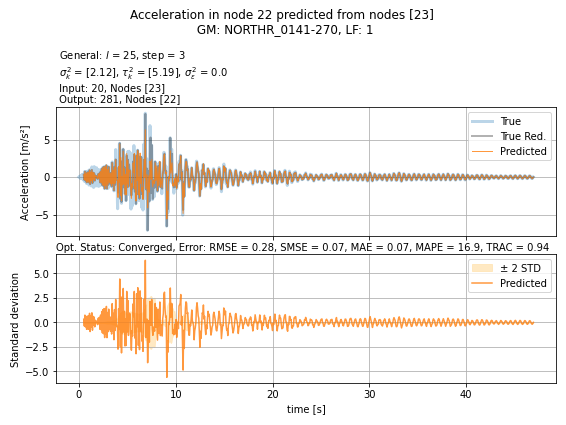 Acceleration in node 22 predicted from nodes [23]
GM: NORTHR_0141-270, LF: 1
General: l = 25, step = 3
σ²ₖ = [2.12], τ²ₖ = [5.19], σ²ε = 0.0
Input: 20, Nodes [23]
Output: 281, Nodes [22]
Acceleration [m/s²]
5
0
−5
True
True Red.
Predicted
Opt. Status: Converged, Error: RMSE = 0.28, SMSE = 0.07, MAE = 0.07, MAPE = 16.9, TRAC = 0.94
Standard deviation
5.0
2.5
0.0
−2.5
−5.0
± 2 STD
Predicted
0 10 20 30 40
time [s]